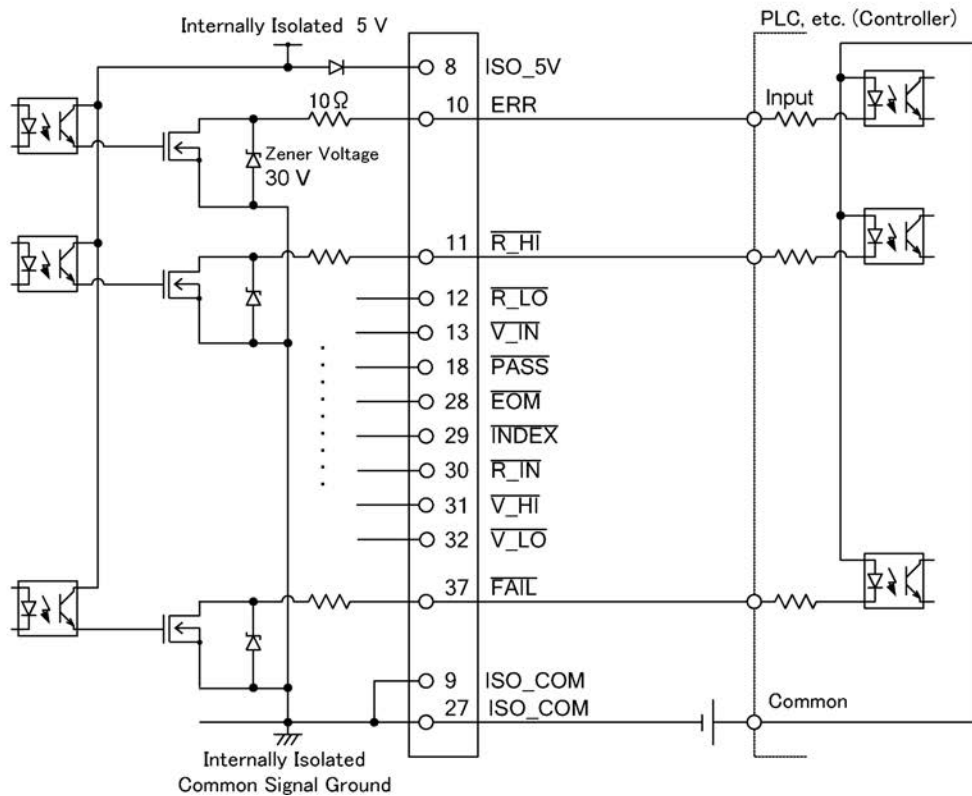 PLC, etc. (Controller)
Internally Isolated 5 V
8 ISO_5V
10Ω
10 ERR
Input
Zener Voltage
30 V
11 R_HI
12 R_LO
13 V_IN
18 PASS
28 EOM
29 INDEX
30 R_IN
31 V_HI
32 V_LO
37 FAIL
9 ISO_COM
27 ISO_COM
Common
Internally Isolated
Common Signal Ground